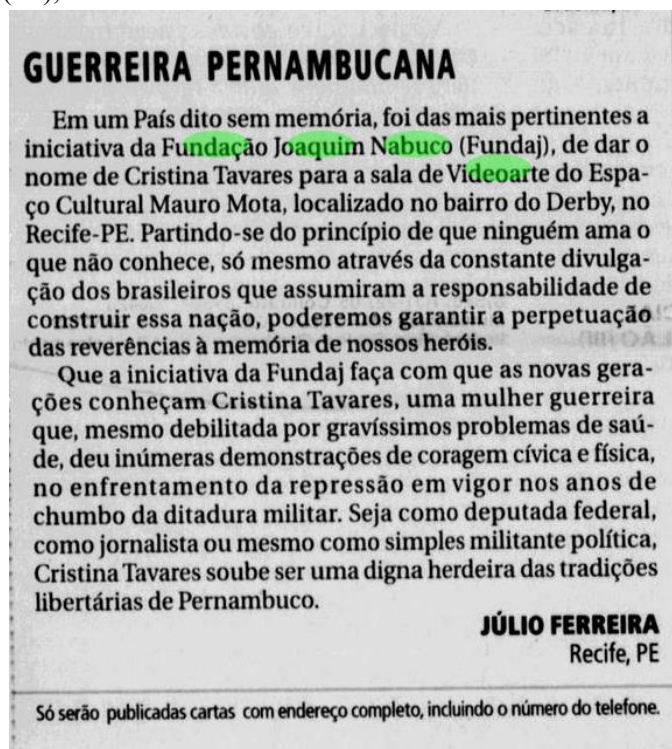 GUERREIRA PERNAMBUCANA
Em um País dito sem memória, foi das mais pertinentes a
iniciativa da Fundação Joaquim Nabuco (Fundaj), de dar o
nome de Cristina Tavares para a sala de Videoarte do Espa-
ço Cultural Mauro Mota, localizado no bairro do Derby, no
Recife-PE. Partindo-se do princípio de que ninguém ama o
que não conhece, só mesmo através da constante divulga-
ção dos brasileiros que assumiram a responsabilidade de
construir essa nação, poderemos garantir a perpetuação
das reverências à memória de nossos heróis.
Que a iniciativa da Fundaj faça com que as novas gera-
ções conheçam Cristina Tavares, uma mulher guerreira
que, mesmo debilitada por gravíssimos problemas de saú-
de, deu inúmeras demonstrações de coragem cívica e física,
no enfrentamento da repressão em vigor nos anos de
chumbo da ditadura militar. Seja como deputada federal,
como jornalista ou mesmo como simples militante política,
Cristina Tavares soube ser uma digna herdeira das tradições
libertárias de Pernambuco.
JÚLIO FERREIRA
Recife, PE
Só serão publicadas cartas com endereço completo, incluindo o número do telefone.